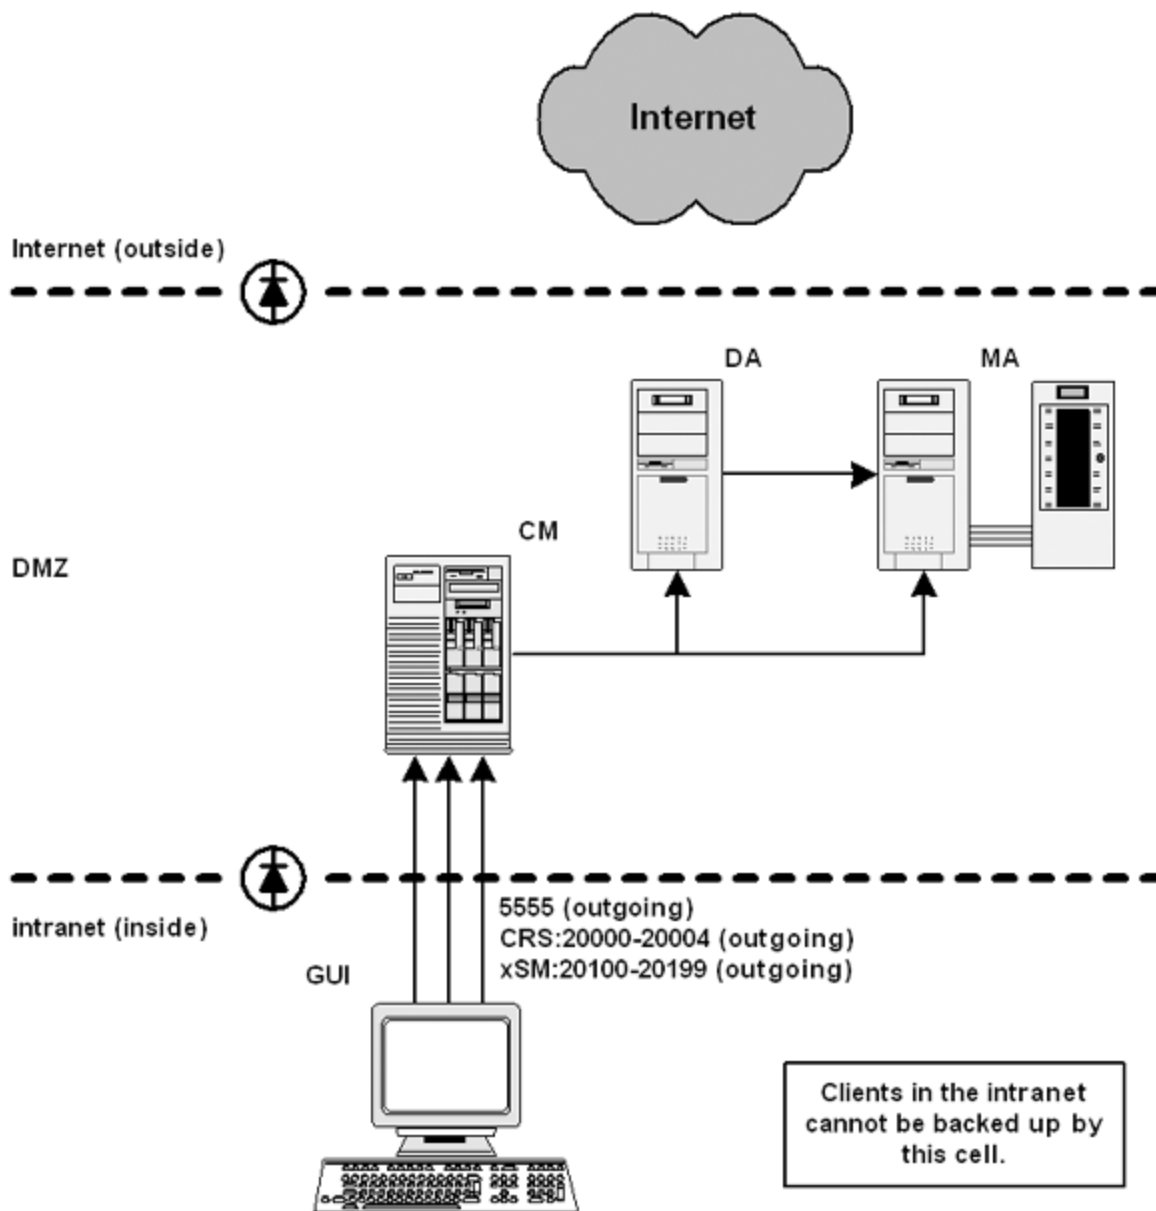 Internet
Internet (outside)
DA
MA
CM
DMZ
5555 (outgoing)
intranet (inside)
CRS:20000-20004 (outgoing)
xSM:20100-20199 (outgoing)
GUI
Clients in the intranet
cannot be backed up by
this cell.